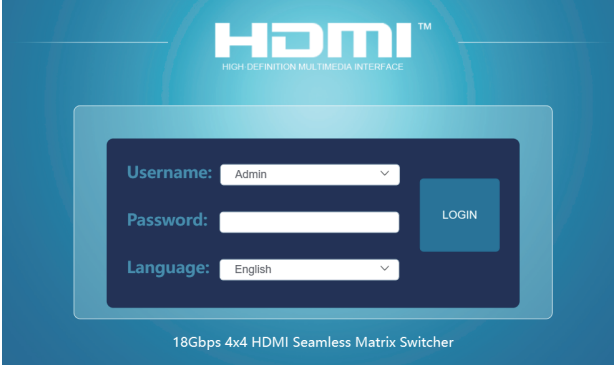 HDMI™
HIGH-DEFINITION MULTIMEDIA INTERFACE
Username: Admin
Password:
LOGIN
Language: English
18Gbps 4x4 HDMI Seamless Matrix Switcher